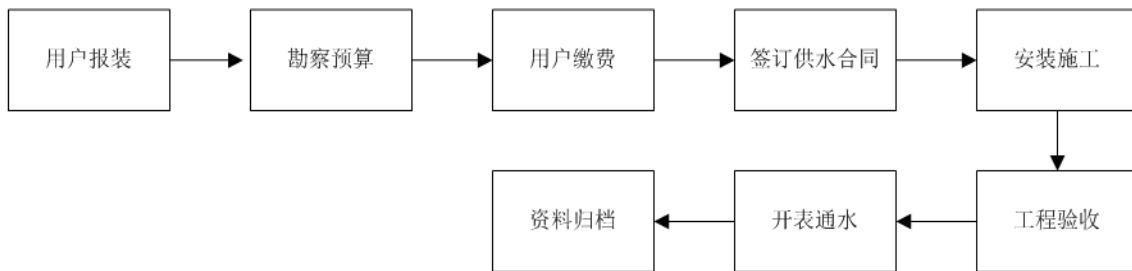 用户报装
勘察预算
用户缴费
签订供水合同
安装施工
工程验收
开表通水
资料归档